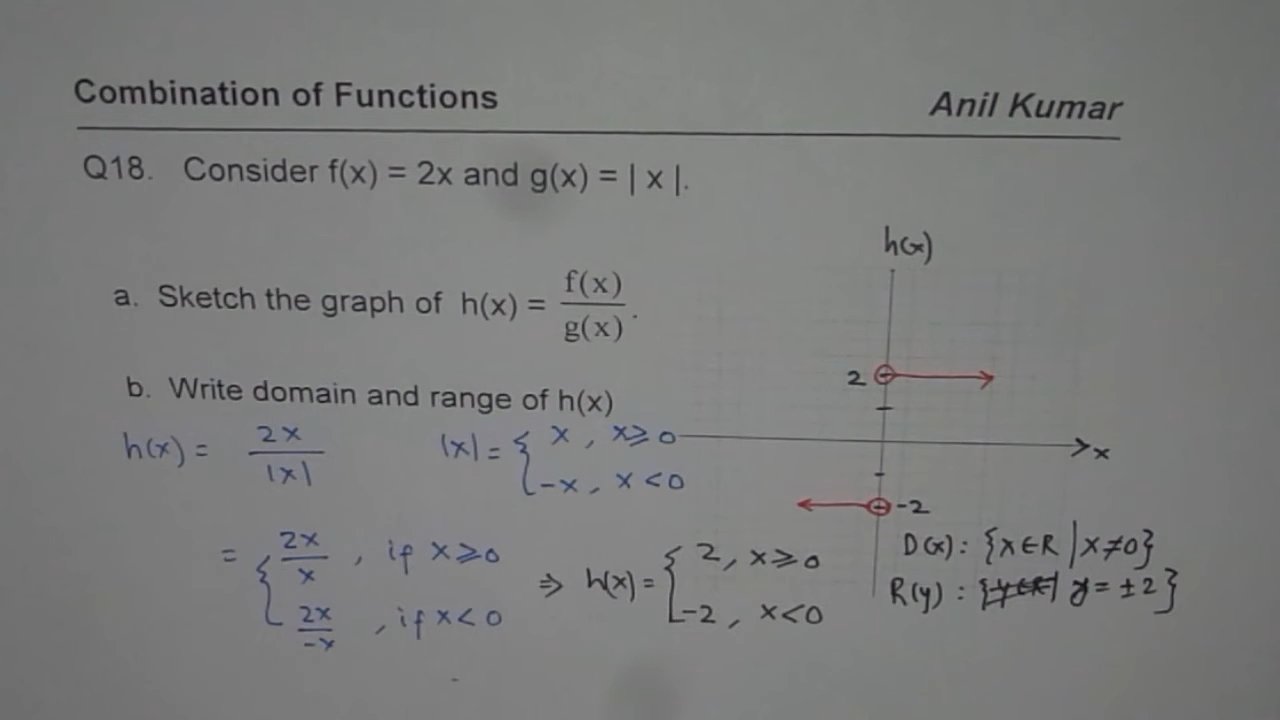 Combination of Functions Anil Kumar
Q18. Consider f(x) = 2x and g(x) = | x |.
h(x)
a. Sketch the graph of h(x) = f(x)/g(x).
2
b. Write domain and range of h(x)
h(x) = 2x/|x| |x| = { x, x ≥ 0
-x, x < 0
x
-2
= { 2x/x, if x ≥ 0
2x/-x, if x < 0
⇒ h(x) = { 2, x ≥ 0
-2, x < 0
D(x): {x ∈ R | x ≠ 0}
R(y): { y = ± 2}